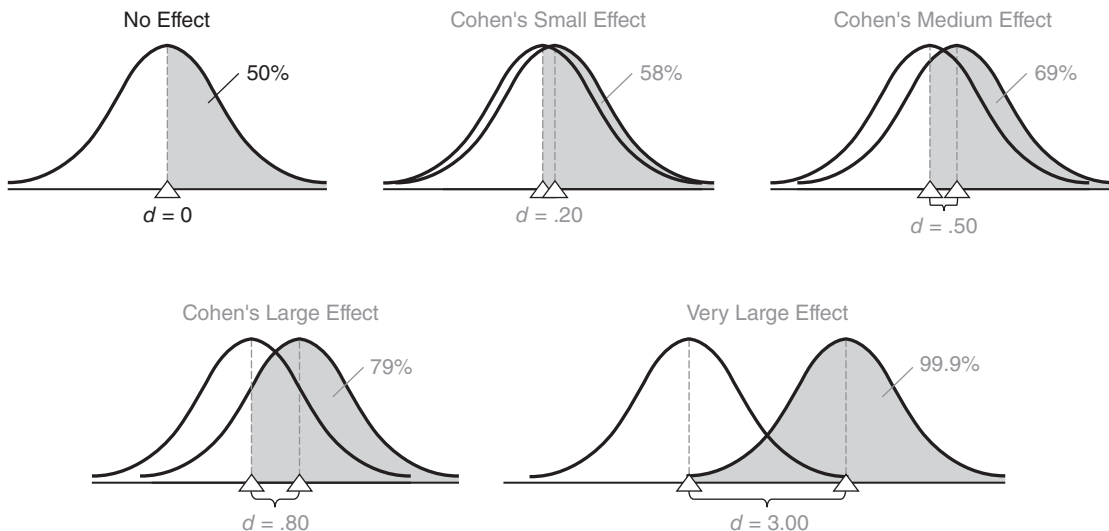 No Effect
50%
d = 0
Cohen's Small Effect
58%
d = .20
Cohen's Medium Effect
69%
d = .50
Cohen's Large Effect
79%
d = .80
Very Large Effect
99.9%
d = 3.00